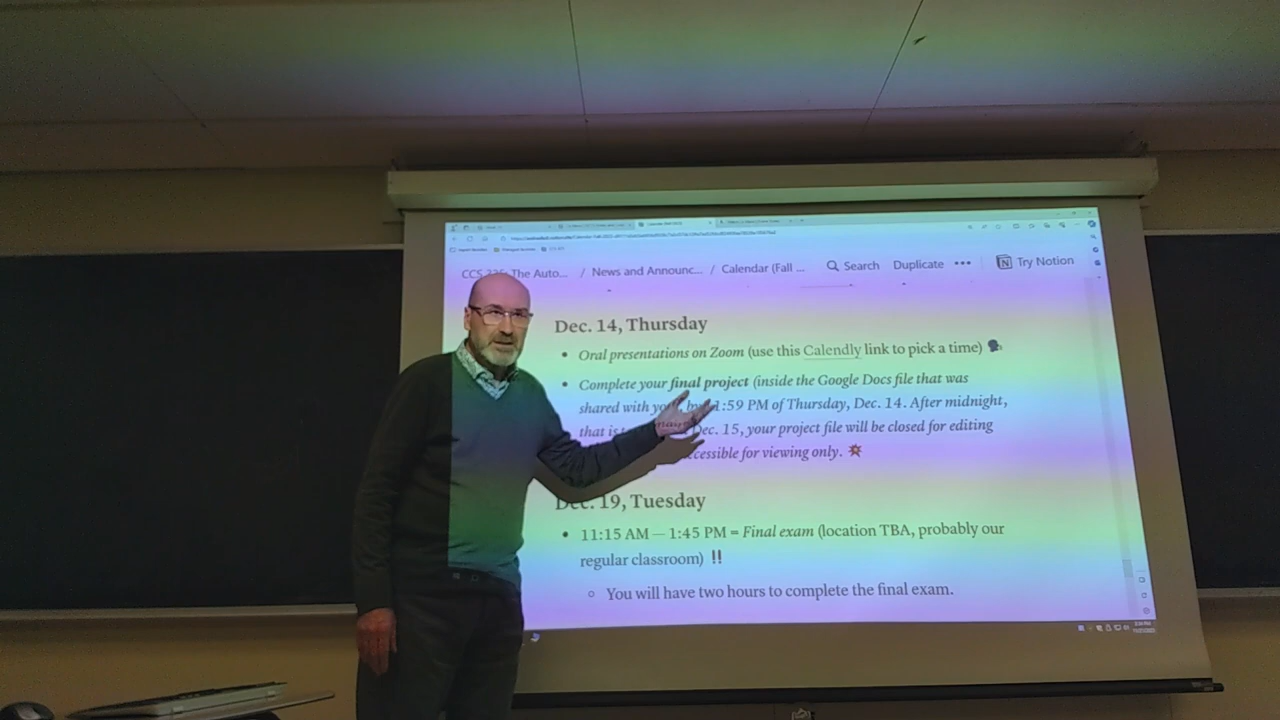 The Auto... / News and Announc... / Calendar (Fall ... Search Duplicate ••• Try Notion
Dec. 14, Thursday
• Oral presentations on Zoom (use this Calendly link to pick a time)
• Complete your final project (inside the Google Docs file that was
shared with 1:59 PM of Thursday, Dec. 14. After midnight,
that is Dec. 15, your project file will be closed for editing
for viewing only.
Dec. 19, Tuesday
• 11:15 AM — 1:45 PM = Final exam (location TBA, probably our
regular classroom) !!
○ You will have two hours to complete the final exam.